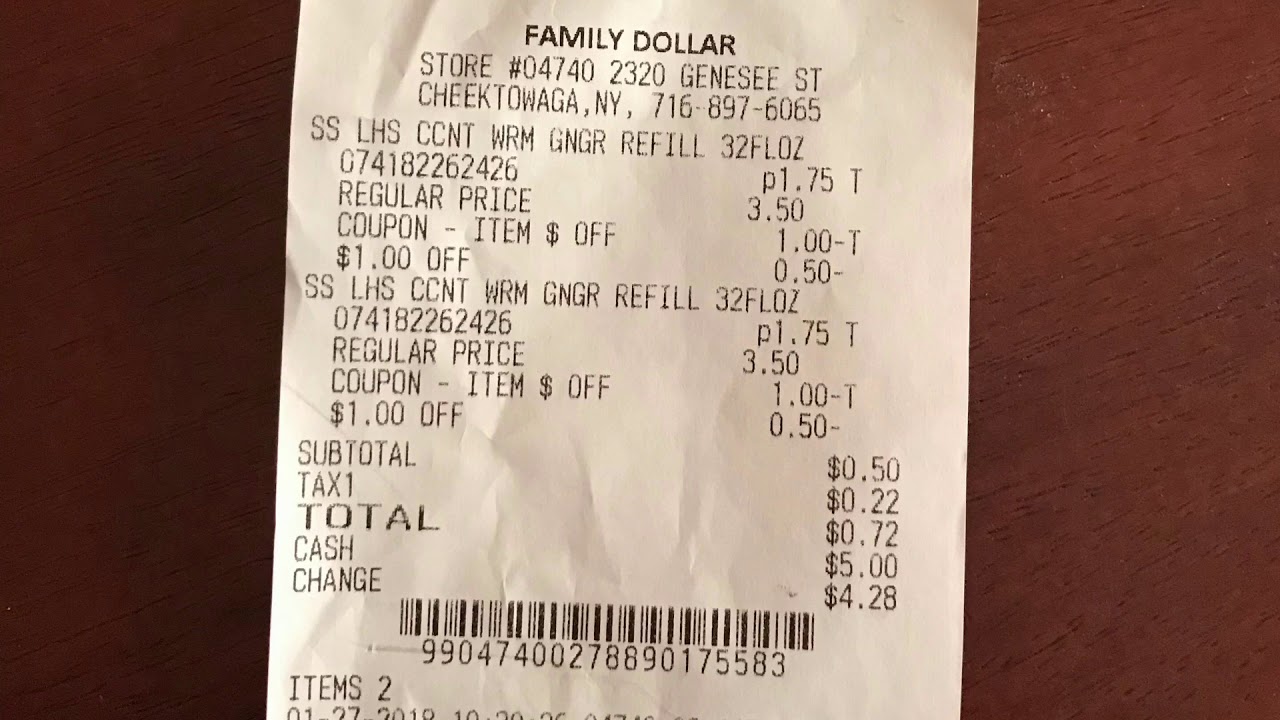 FAMILY DOLLAR
STORE #04740 2320 GENESEE ST
CHEEKTOWAGA,NY, 716-897-6065
SS LHS CCNT WRM GNGR REFILL 32FLOZ
074182262426 p1.75 T
REGULAR PRICE 3.50
COUPON - ITEM $ OFF 1.00-T
$1.00 OFF 0.50-
SS LHS CCNT WRM GNGR REFILL 32FLOZ
074182262426 p1.75 T
REGULAR PRICE 3.50
COUPON - ITEM $ OFF 1.00-T
$1.00 OFF 0.50-
SUBTOTAL $0.50
TAX1 $0.22
TOTAL $0.72
CASH $5.00
CHANGE $4.28
99047400278890175583
ITEMS 2
01-27-2018